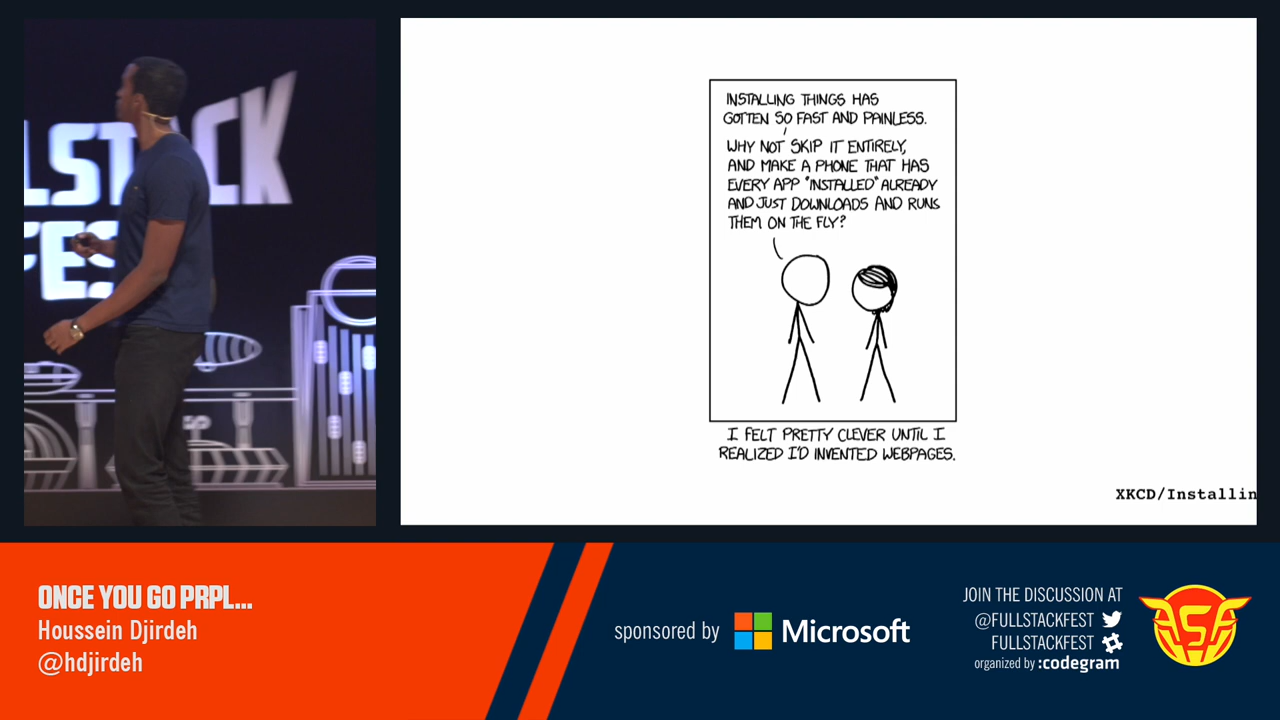 LSTACK
FES
INSTALLING THINGS HAS
GOTTEN SO FAST AND PAINLESS.
WHY NOT SKIP IT ENTIRELY,
AND MAKE A PHONE THAT HAS
EVERY APP "INSTALLED" ALREADY
AND JUST DOWNLOADS AND RUNS
THEM ON THE FLY?
I FELT PRETTY CLEVER UNTIL I
REALIZED I'D INVENTED WEBPAGES.
XKCD/Installin
ONCE YOU GO PRPL...
Houssein Djirdeh
@hdjirdeh
sponsored by Microsoft
JOIN THE DISCUSSION AT
@FULLSTACKFEST
FULLSTACKFEST
organized by :codegram
FSF